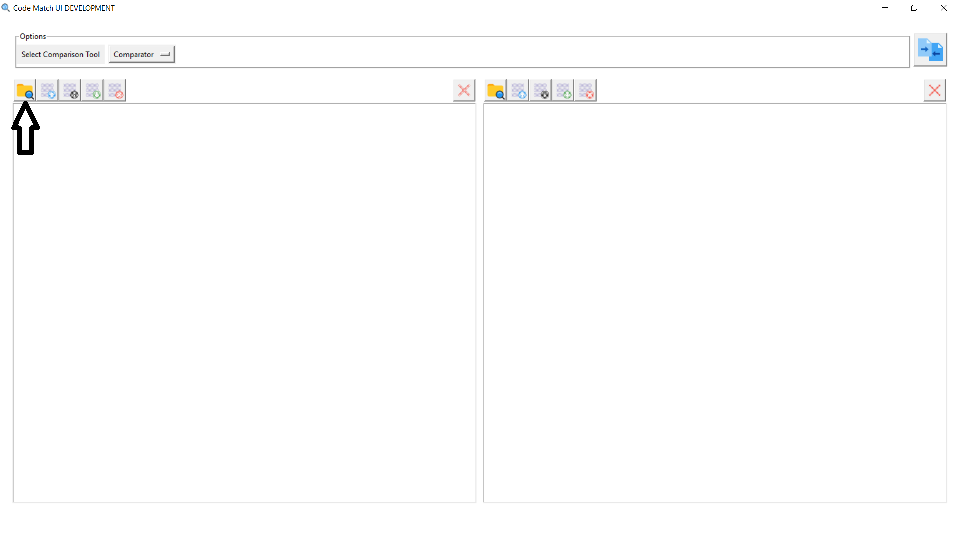 Code Match UI DEVELOPMENT
Options
Select Comparison Tool
Comparator